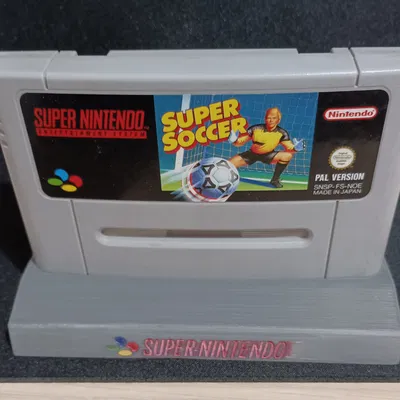 SUPER NINTENDO
ENTERTAINMENT SYSTEM
SUPER
SOCCER
Nintendo
PAL VERSION
SNSP-FS-NOE
MADE IN JAPAN
SUPER NINTENDO